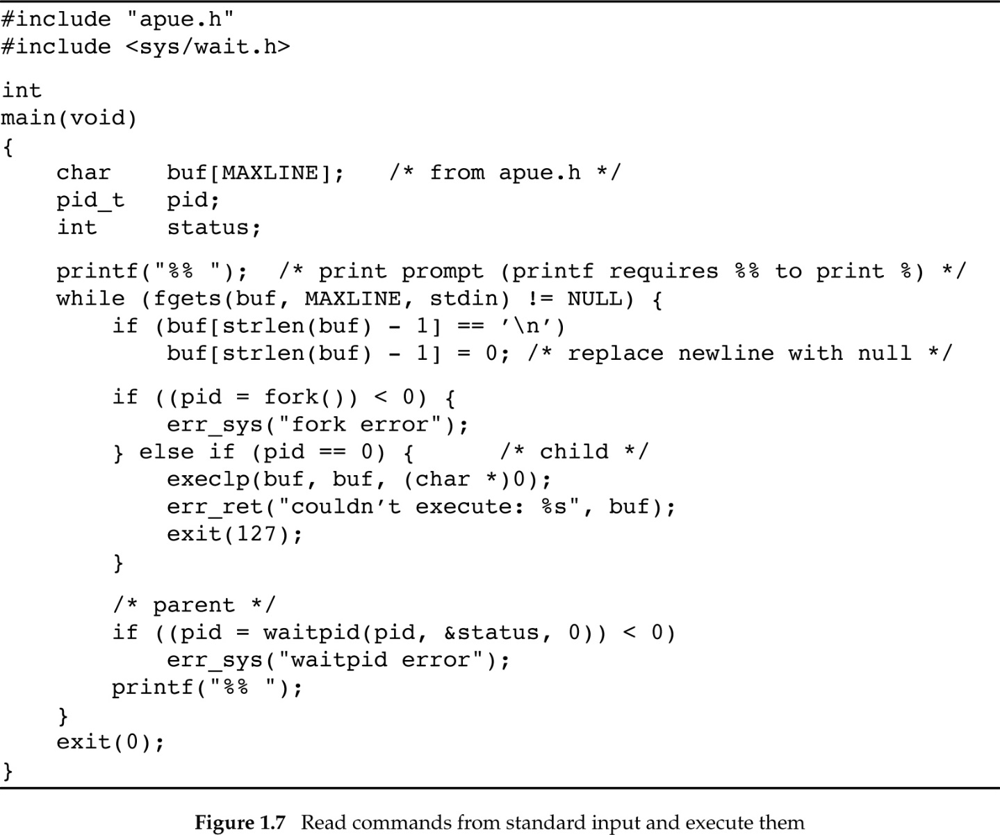 #include "apue.h"
#include <sys/wait.h>
int
main(void)
{
    char    buf[MAXLINE];   /* from apue.h */
    pid_t   pid;
    int     status;
    printf("%% ");  /* print prompt (printf requires %% to print %) */
    while (fgets(buf, MAXLINE, stdin) != NULL) {
        if (buf[strlen(buf) - 1] == ’\n’)
            buf[strlen(buf) - 1] = 0; /* replace newline with null */
        if ((pid = fork()) < 0) {
            err_sys("fork error");
        } else if (pid == 0) {      /* child */
            execlp(buf, buf, (char *)0);
            err_ret("couldn’t execute: %s", buf);
            exit(127);
        }
        /* parent */
        if ((pid = waitpid(pid, &status, 0)) < 0)
            err_sys("waitpid error");
        printf("%% ");
    }
    exit(0);
}
Figure 1.7  Read commands from standard input and execute them